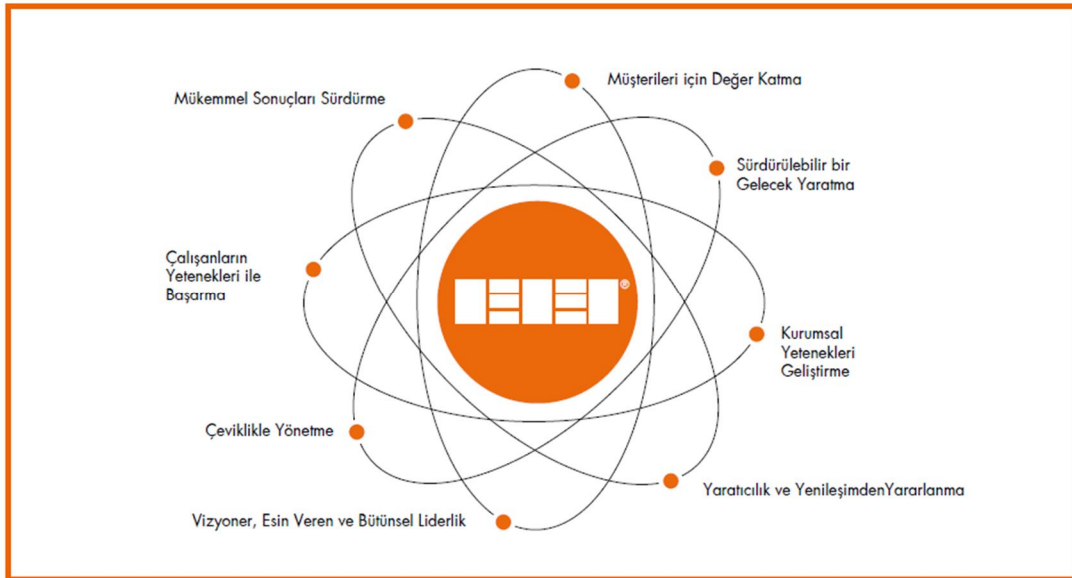 Müşterileri için Değer Katma
Mükemmel Sonuçları Sürdürme
Sürdürülebilir bir
Gelecek Yaratma
Çalışanların
Yetenekleri ile
Başarma
®
Kurumsal
Yetenekleri
Geliştirme
Çeviklikle Yönetme
Yaratıcılık ve YenileşimdenYararlanma
Vizyoner, Esin Veren ve Bütünsel Liderlik